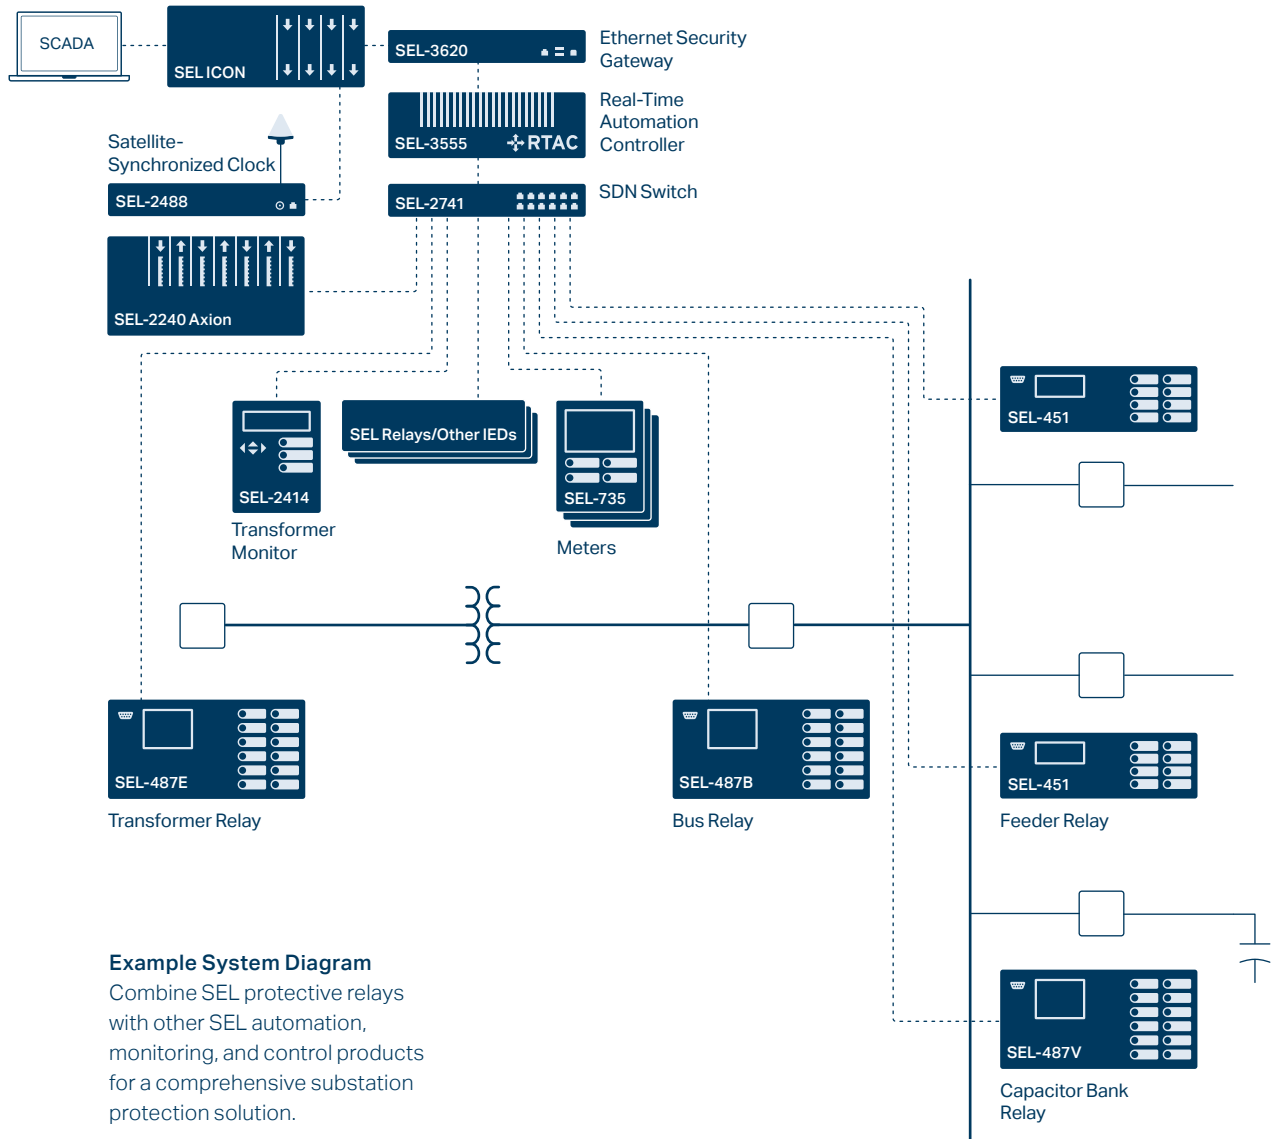 SCADA
SEL ICON
SEL-3620
Ethernet Security
Gateway
SEL-3555
RTAC
Real-Time
Automation
Controller
Satellite-
Synchronized Clock
SEL-2488
SEL-2741
SDN Switch
SEL-2240 Axion
SEL-451
SEL-2414
Transformer
Monitor
SEL Relays/Other IEDs
SEL-735
Meters
SEL-487E
Transformer Relay
SEL-487B
Bus Relay
SEL-451
Feeder Relay
SEL-487V
Capacitor Bank
Relay
Example System Diagram
Combine SEL protective relays
with other SEL automation,
monitoring, and control products
for a comprehensive substation
protection solution.